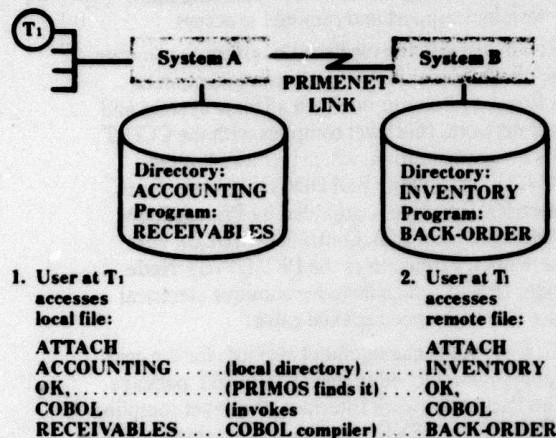 T1
System A
System B
PRIMENET
LINK
Directory:
ACCOUNTING
Program:
RECEIVABLES
Directory:
INVENTORY
Program:
BACK-ORDER
1. User at T1
accesses
local file:
2. User at T1
accesses
remote file:
ATTACH ATTACH
ACCOUNTING.....(local directory)....INVENTORY
OK,...........(PRIMOS finds it)....OK,
COBOL (invokes COBOL
RECEIVABLES....COBOL compiler)....BACK-ORDER